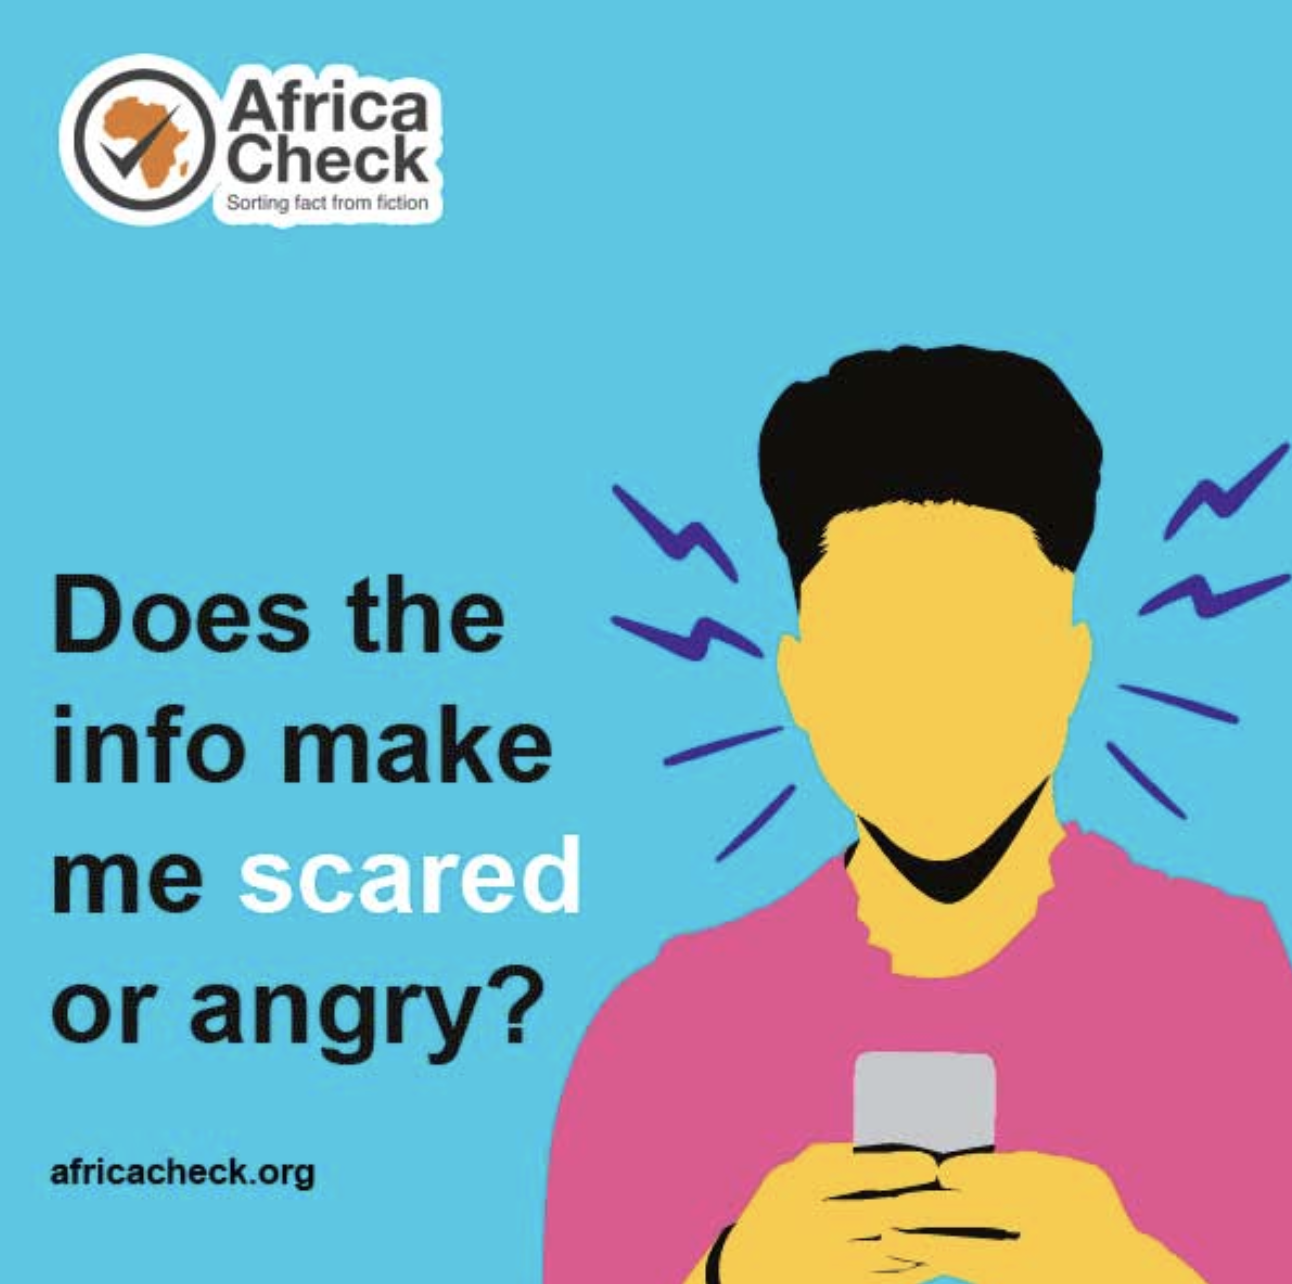 Africa
Check
Sorting fact from fiction
Does the
info make
me scared
or angry?
africacheck.org